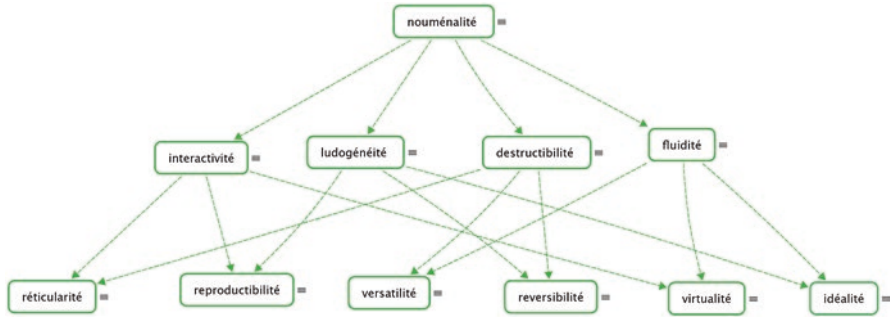 nouménalité
interactivité
ludogénéité
destructibilité
fluidité
réticularité
reproductibilité
versatilité
reversibilité
virtualité
idéalité